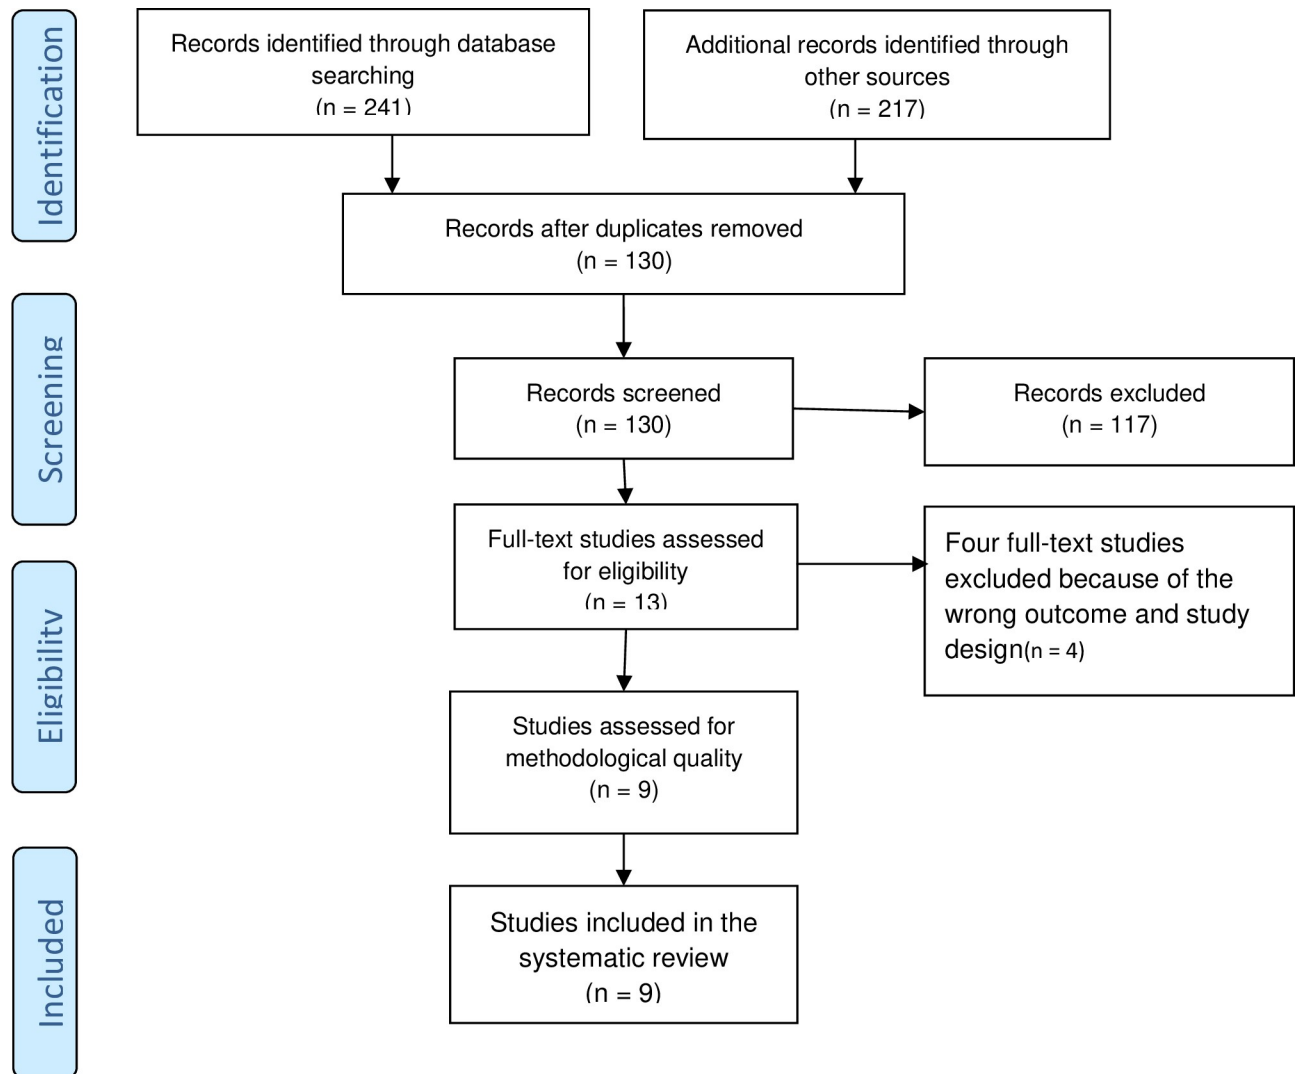 Identification
Records identified through database
searching
(n = 241)
Additional records identified through
other sources
(n = 217)
Records after duplicates removed
(n = 130)
Screening
Records screened
(n = 130)
Records excluded
(n = 117)
Full-text studies assessed
for eligibility
(n = 13)
Four full-text studies
excluded because of the
wrong outcome and study
design(n = 4)
Eligibility
Studies assessed for
methodological quality
(n = 9)
Included
Studies included in the
systematic review
(n = 9)